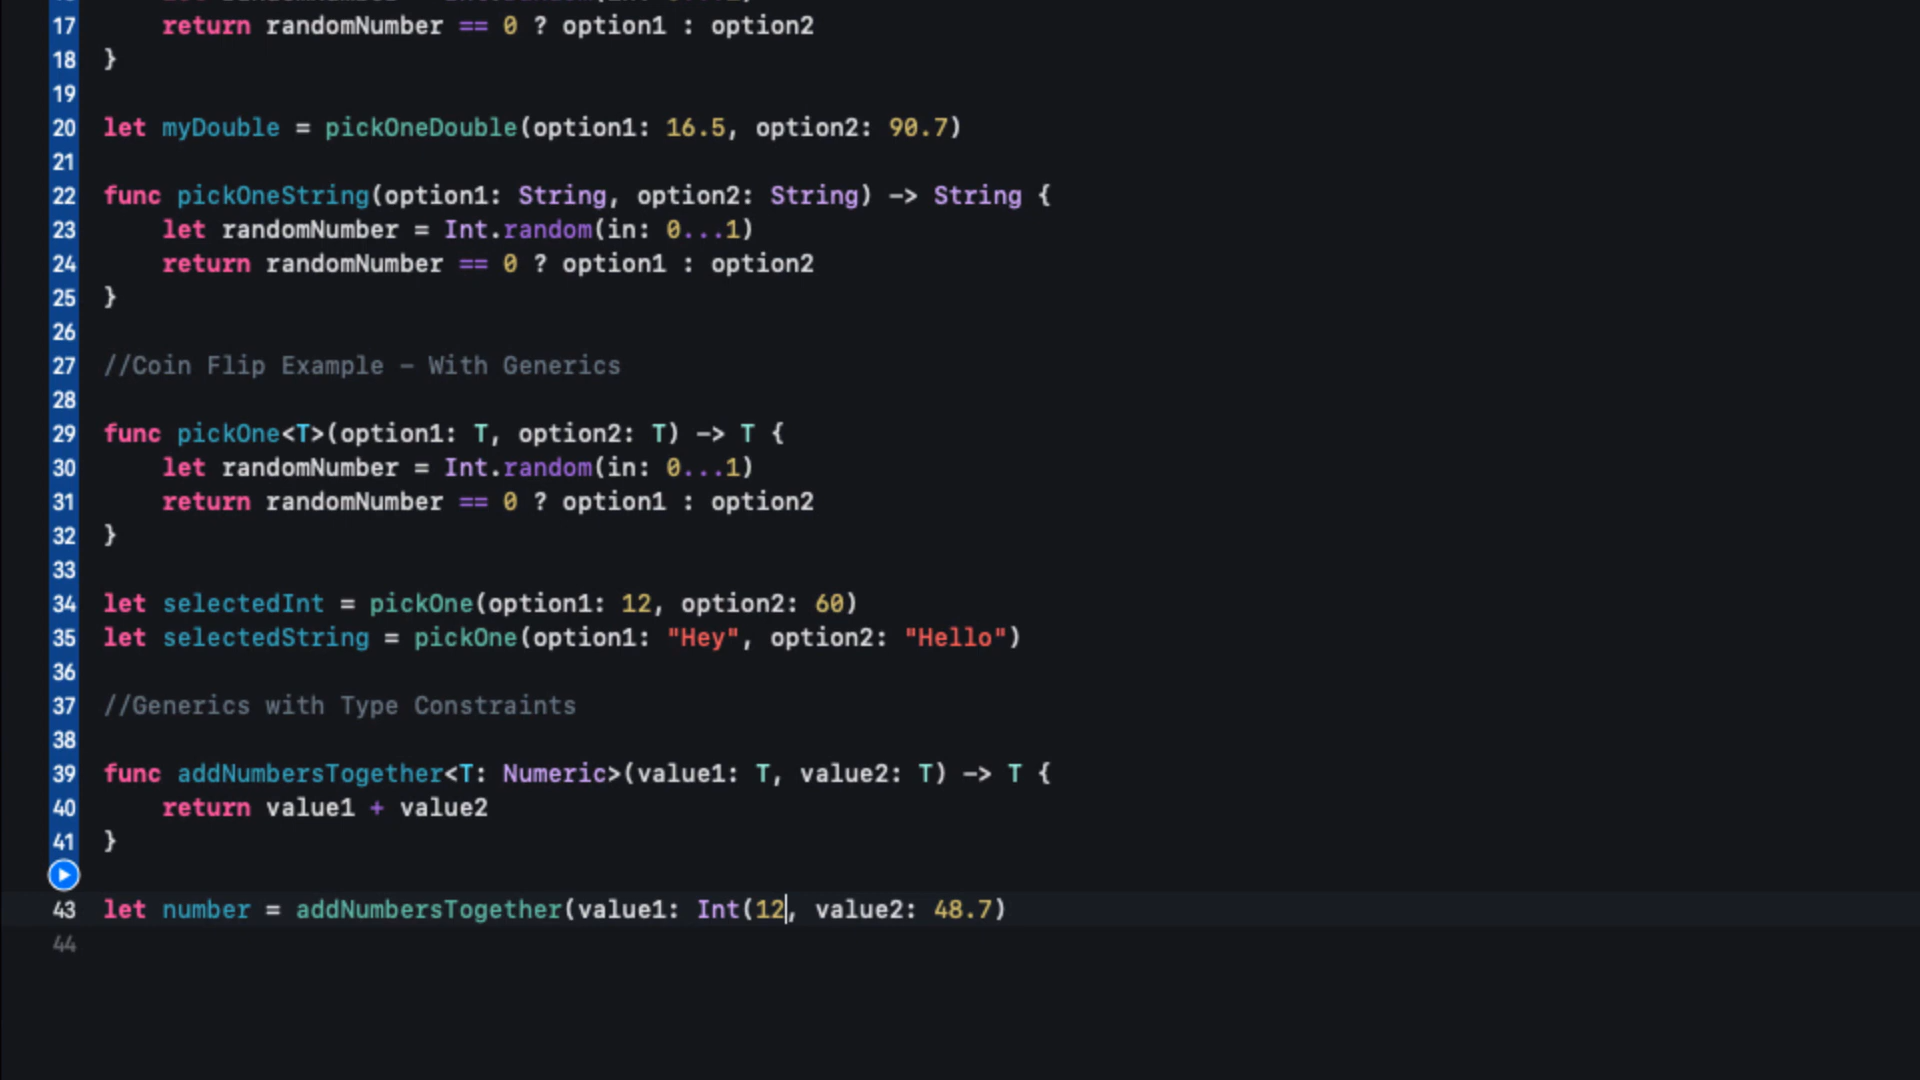 17 return randomNumber == 0 ? option1 : option2
18 }
19
20 let myDouble = pickOneDouble(option1: 16.5, option2: 90.7)
21
22 func pickOneString(option1: String, option2: String) -> String {
23 let randomNumber = Int.random(in: 0...1)
24 return randomNumber == 0 ? option1 : option2
25 }
26
27 //Coin Flip Example - With Generics
28
29 func pickOne<T>(option1: T, option2: T) -> T {
30 let randomNumber = Int.random(in: 0...1)
31 return randomNumber == 0 ? option1 : option2
32 }
33
34 let selectedInt = pickOne(option1: 12, option2: 60)
35 let selectedString = pickOne(option1: "Hey", option2: "Hello")
36
37 //Generics with Type Constraints
38
39 func addNumbersTogether<T: Numeric>(value1: T, value2: T) -> T {
40 return value1 + value2
41 }
43 let number = addNumbersTogether(value1: Int(12, value2: 48.7)
44